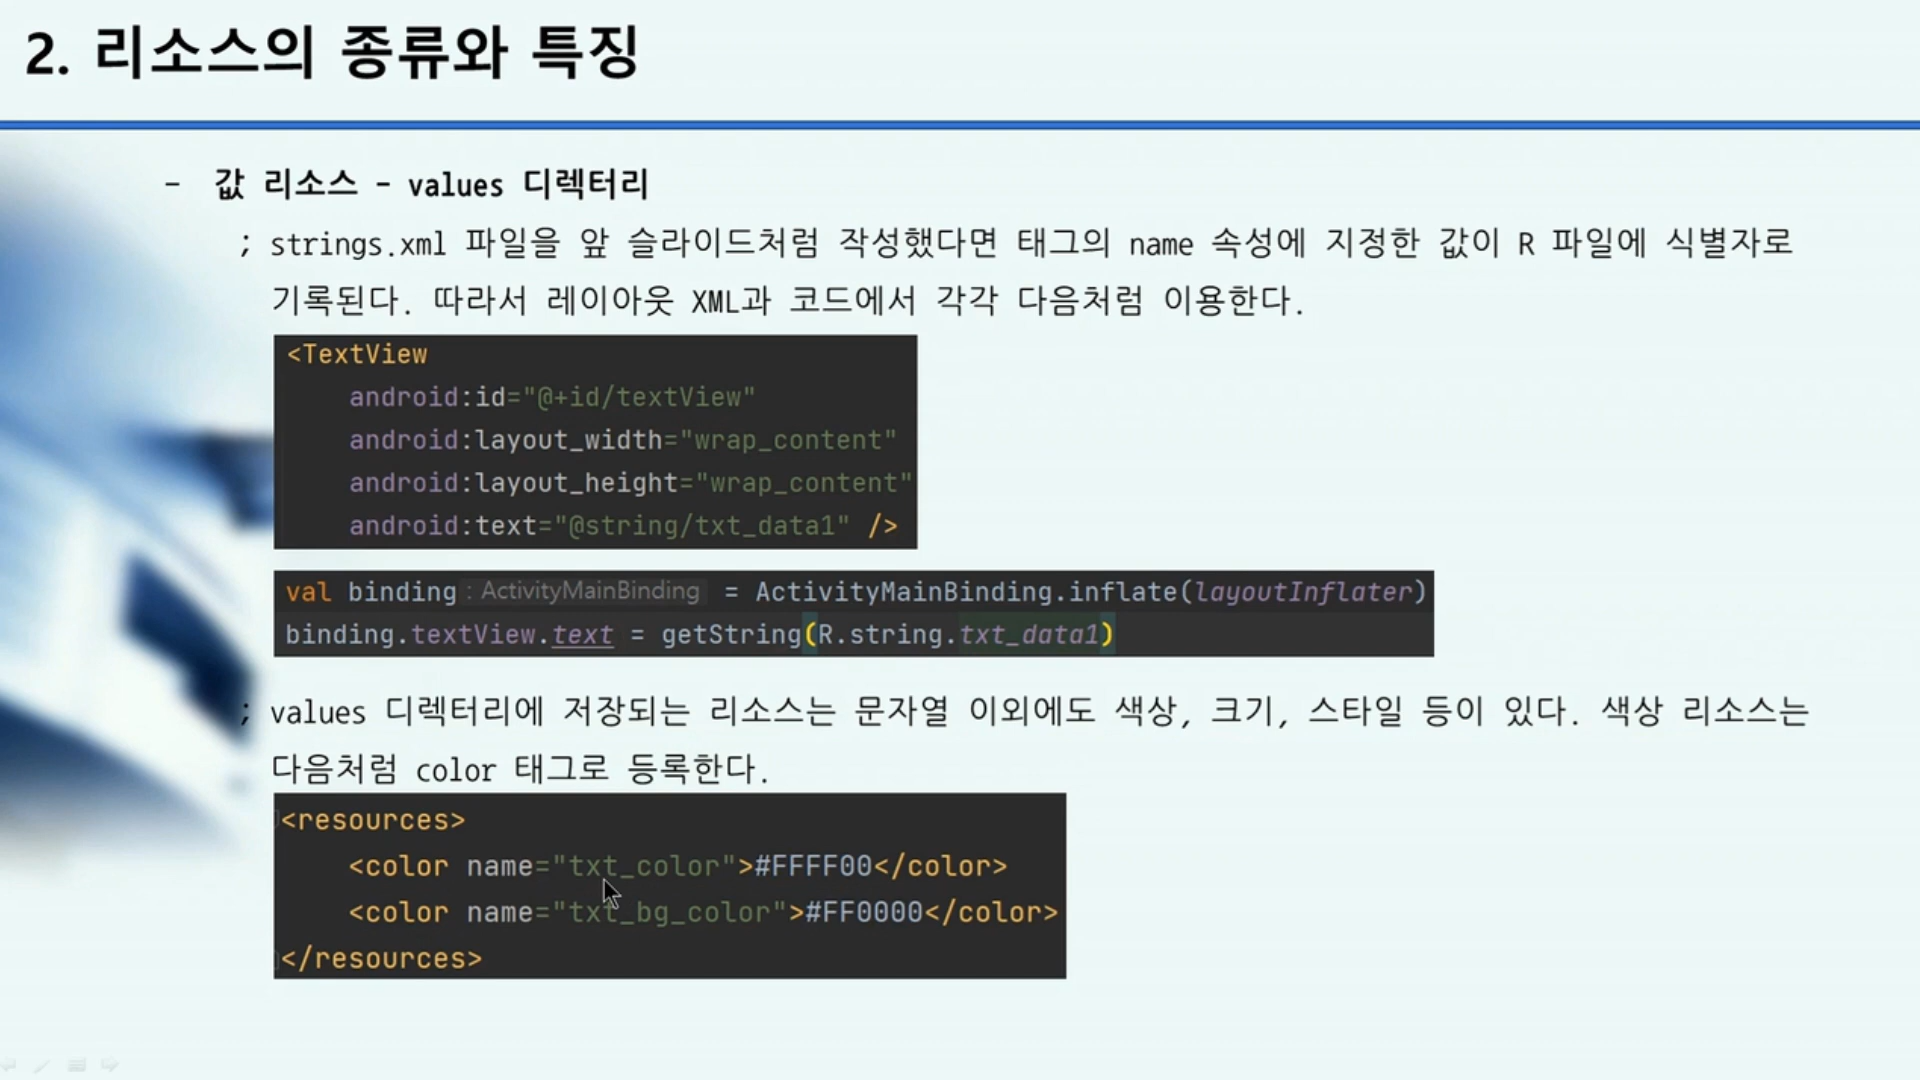 2. 리소스의 종류와 특징
- 값 리소스 - values 디렉터리
; strings.xml 파일을 앞 슬라이드처럼 작성했다면 태그의 name 속성에 지정한 값이 R 파일에 식별자로
기록된다. 따라서 레이아웃 XML과 코드에서 각각 다음처럼 이용한다.
<TextView
android:id="@+id/textView"
android:layout_width="wrap_content"
android:layout_height="wrap_content"
android:text="@string/txt_data1" />
val binding : ActivityMainBinding = ActivityMainBinding.inflate(layoutInflater)
binding.textView.text = getString(R.string.txt_data1)
; values 디렉터리에 저장되는 리소스는 문자열 이외에도 색상, 크기, 스타일 등이 있다. 색상 리소스는
다음처럼 color 태그로 등록한다.
<resources>
<color name="txt_color">#FFFF00</color>
<color name="txt_bg_color">#FF0000</color>
</resources>